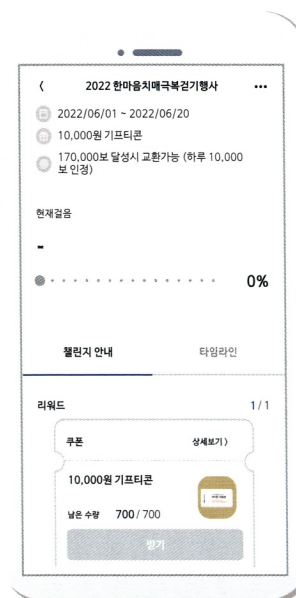 2022 한마음치매극복걷기행사
2022/06/01 ~ 2022/06/20
10,000원 기프티콘
170,000보 달성시 교환가능 (하루 10,000
보 인정)
현재걸음
-
0%
챌린지 안내 타임라인
리워드 1 / 1
쿠폰 상세보기 〉
10,000원 기프티콘
남은 수량 700 / 700
받기